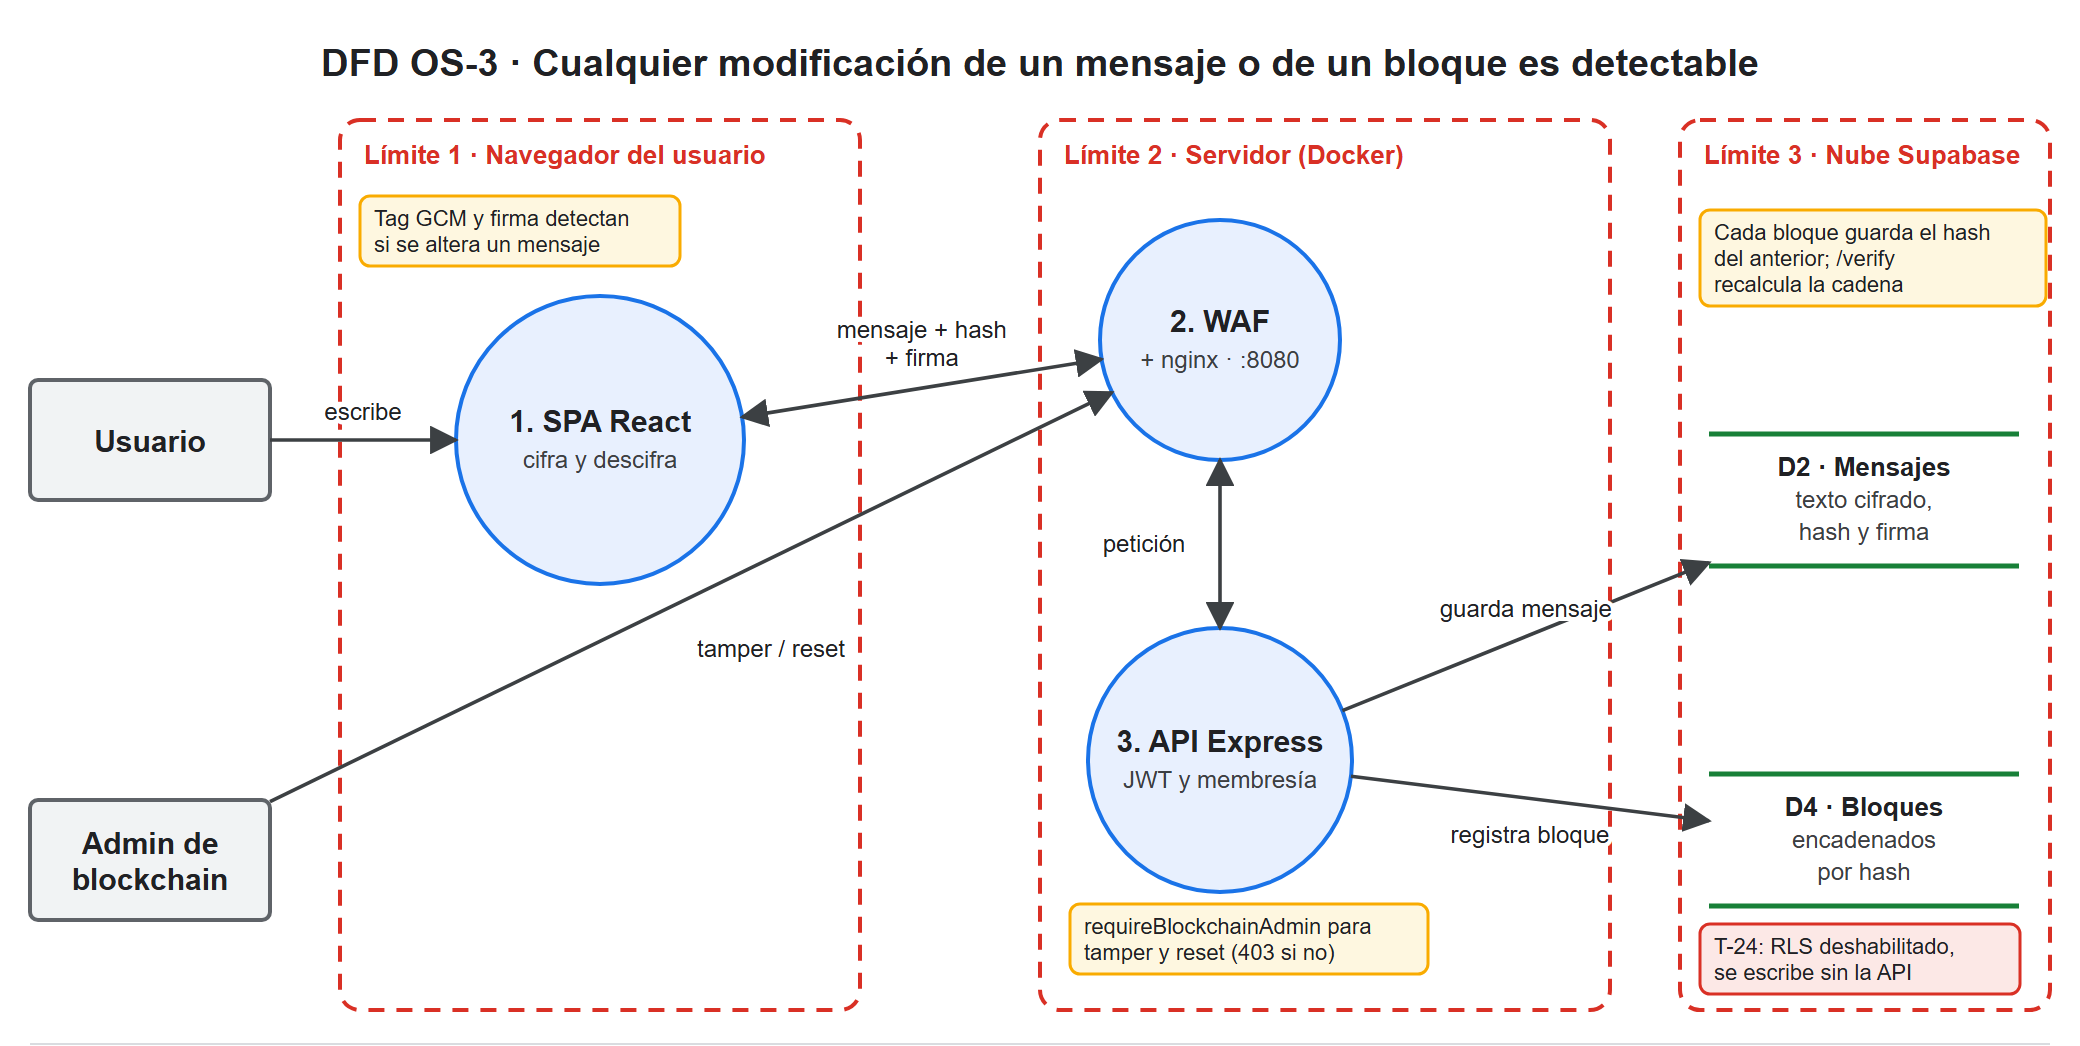 DFD OS-3 · Cualquier modificación de un mensaje o de un bloque es detectable
Límite 1 · Navegador del usuario
Tag GCM y firma detectan
si se altera un mensaje
Usuario
escribe
1. SPA React
cifra y descifra
mensaje + hash
+ firma
Admin de
blockchain
tamper / reset
Límite 2 · Servidor (Docker)
2. WAF
+ nginx · :8080
petición
3. API Express
JWT y membresía
requireBlockchainAdmin para
tamper y reset (403 si no)
guarda mensaje
registra bloque
Límite 3 · Nube Supabase
Cada bloque guarda el hash
del anterior; /verify
recalcula la cadena
D2 · Mensajes
texto cifrado,
hash y firma
D4 · Bloques
encadenados
por hash
T-24: RLS deshabilitado,
se escribe sin la API